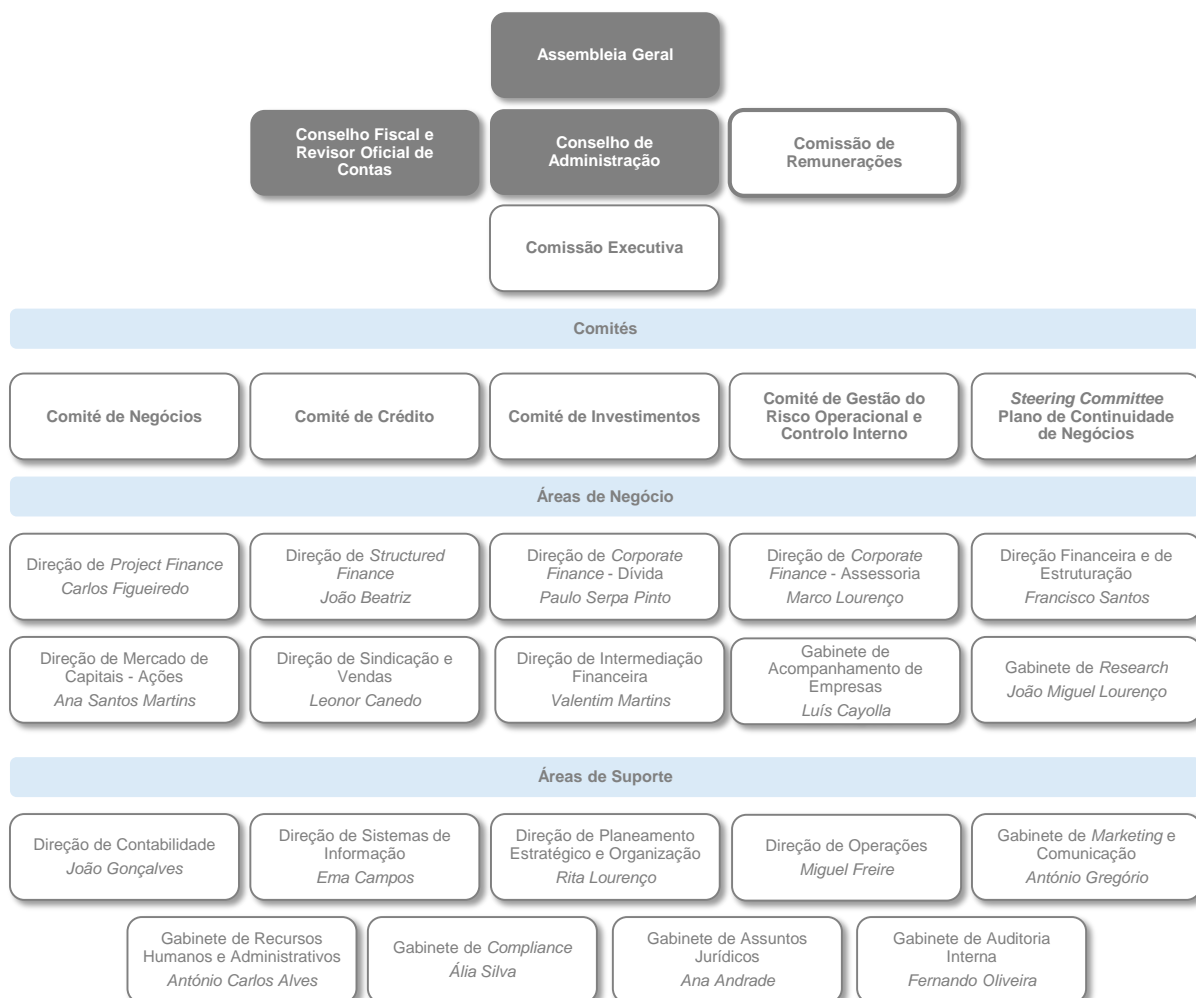 Assembleia Geral
Conselho Fiscal e
Revisor Oficial de
Contas
Conselho de
Administração
Comissão de
Remunerações
Comissão Executiva
Comités
Comité de Negócios
Comité de Crédito
Comité de Investimentos
Comité de Gestão do
Risco Operacional e
Controlo Interno
Steering Committee
Plano de Continuidade
de Negócios
Áreas de Negócio
Direção de Project Finance
Carlos Figueiredo
Direção de Structured
Finance
João Beatriz
Direção de Corporate
Finance - Dívida
Paulo Serpa Pinto
Direção de Corporate
Finance - Assessoria
Marco Lourenço
Direção Financeira e de
Estruturação
Francisco Santos
Direção de Mercado de
Capitais - Ações
Ana Santos Martins
Direção de Sindicação e
Vendas
Leonor Canedo
Direção de Intermediação
Financeira
Valentim Martins
Gabinete de
Acompanhamento de
Empresas
Luís Cayolla
Gabinete de Research
João Miguel Lourenço
Áreas de Suporte
Direção de Contabilidade
João Gonçalves
Direção de Sistemas de
Informação
Ema Campos
Direção de Planeamento
Estratégico e Organização
Rita Lourenço
Direção de Operações
Miguel Freire
Gabinete de Marketing e
Comunicação
António Gregório
Gabinete de Recursos
Humanos e Administrativos
António Carlos Alves
Gabinete de Compliance
Ália Silva
Gabinete de Assuntos
Jurídicos
Ana Andrade
Gabinete de Auditoria
Interna
Fernando Oliveira